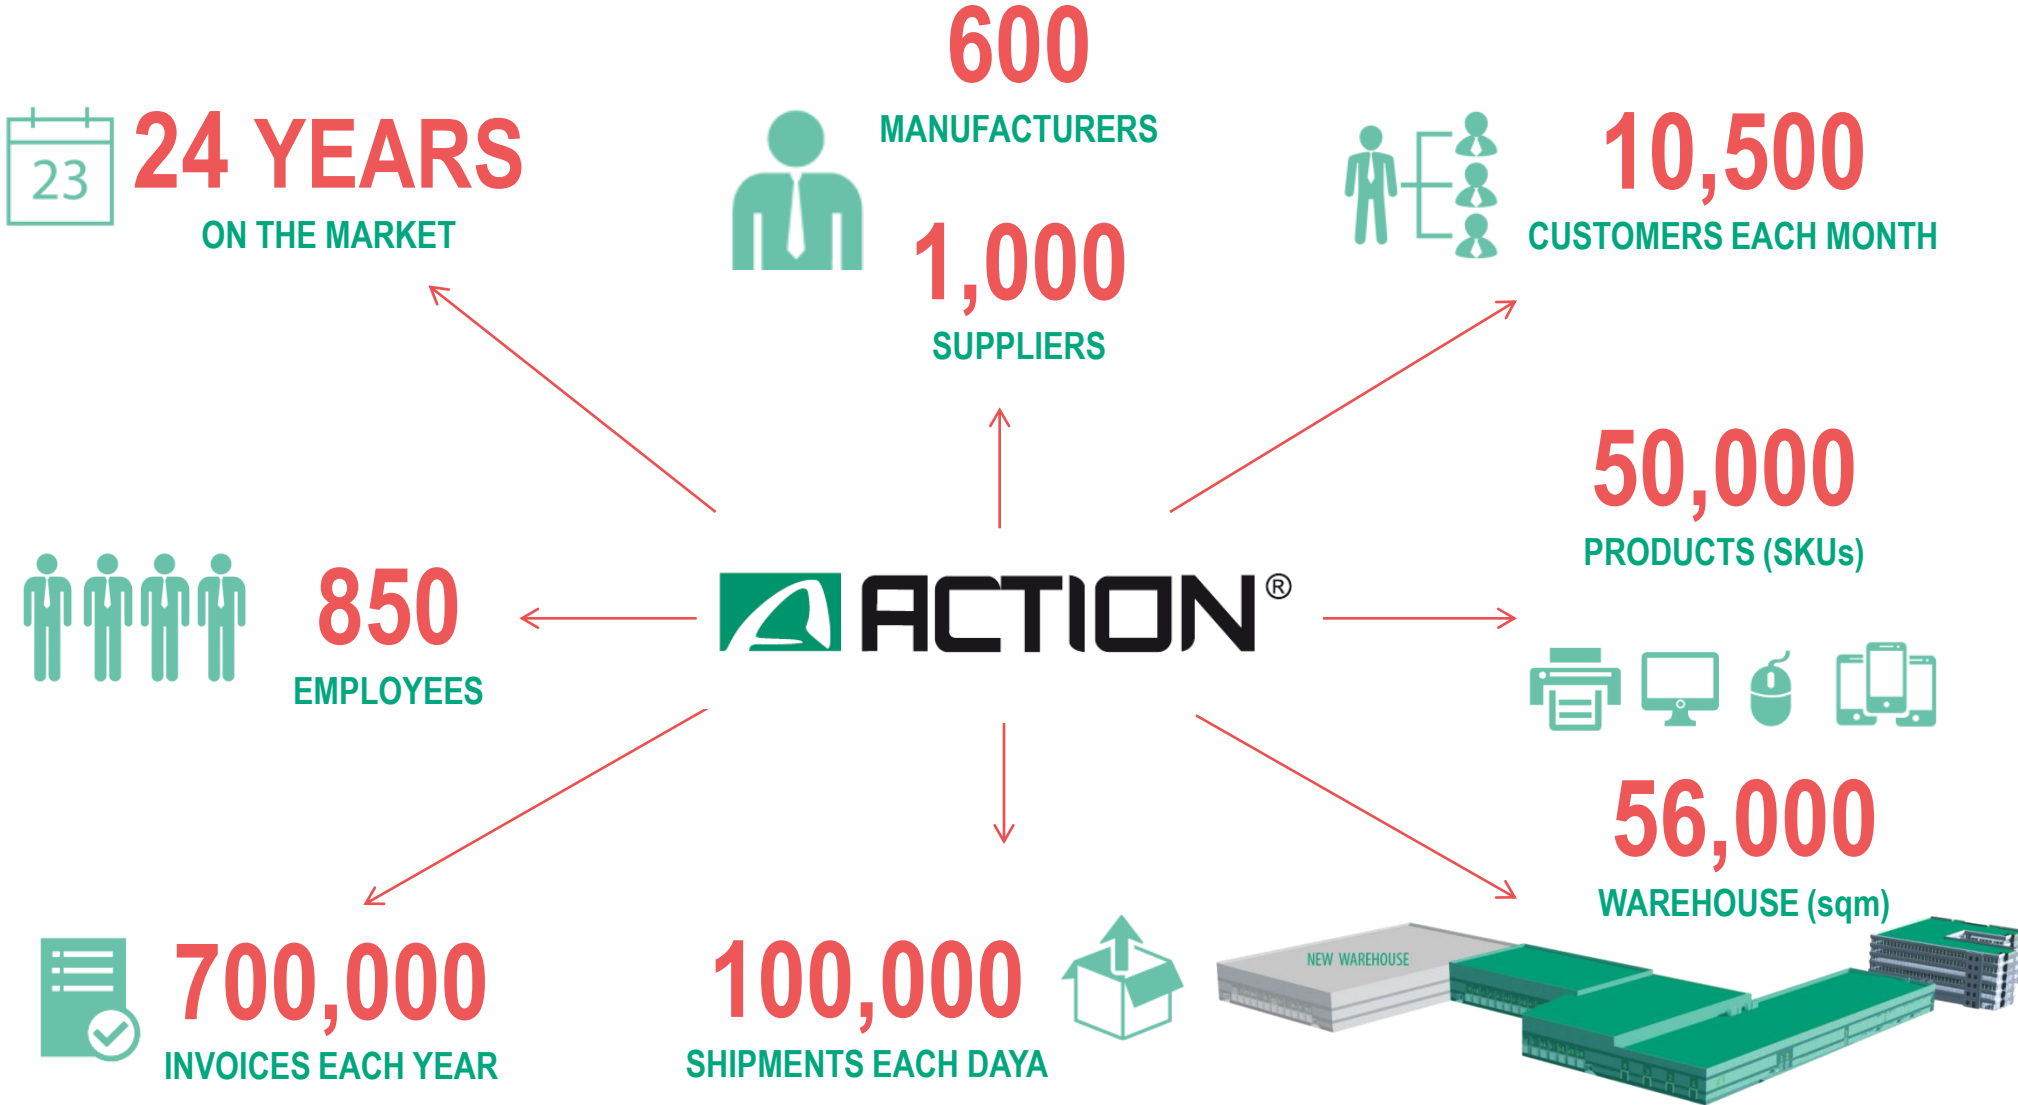 600
MANUFACTURERS
1,000
SUPPLIERS
23
24 YEARS
ON THE MARKET
10,500
CUSTOMERS EACH MONTH
50,000
PRODUCTS (SKUs)
850
EMPLOYEES
ACTION®
56,000
WAREHOUSE (sqm)
NEW WAREHOUSE
700,000
INVOICES EACH YEAR
100,000
SHIPMENTS EACH DAYA